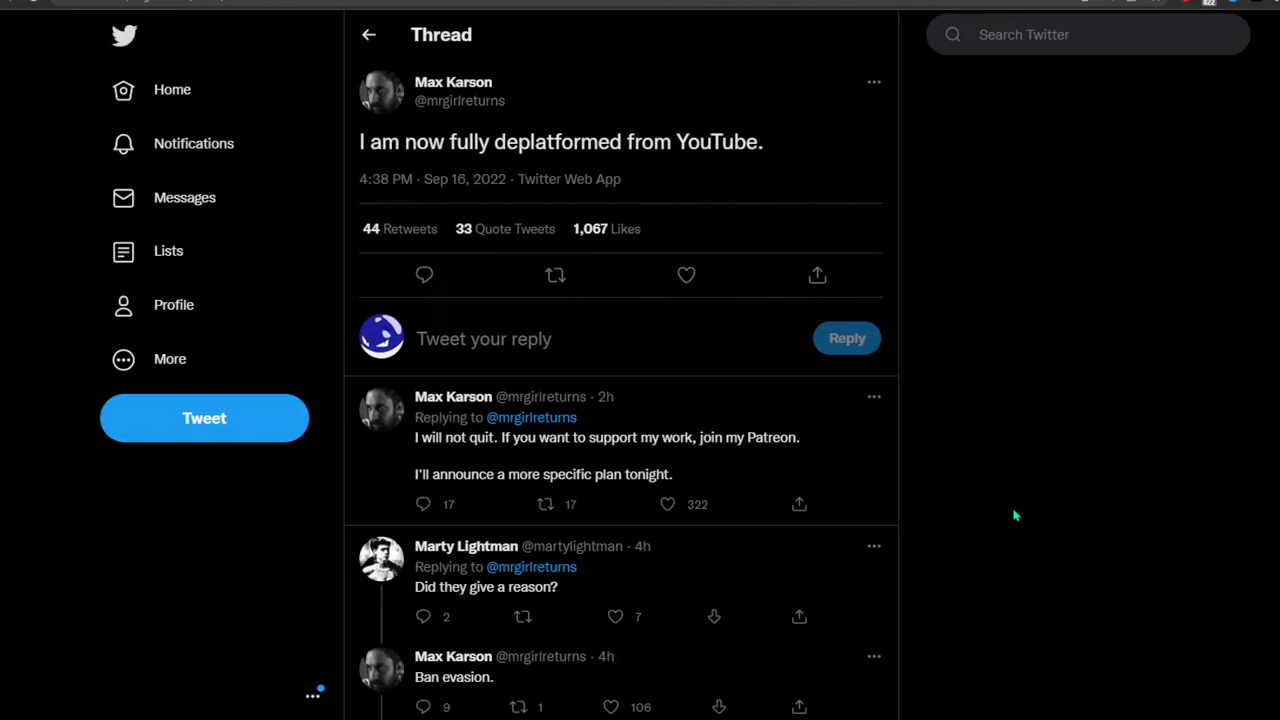 Thread
Search Twitter
Home
Notifications
Messages
Lists
Profile
More
Tweet
Max Karson
@mrgirlreturns
I am now fully deplatformed from YouTube.
4:38 PM · Sep 16, 2022 · Twitter Web App
44 Retweets 33 Quote Tweets 1,067 Likes
Tweet your reply
Reply
Max Karson @mrgirlreturns · 2h
Replying to @mrgirlreturns
I will not quit. If you want to support my work, join my Patreon.
I'll announce a more specific plan tonight.
17 17 322
Marty Lightman @martylightman · 4h
Replying to @mrgirlreturns
Did they give a reason?
2 7
Max Karson @mrgirlreturns · 4h
Ban evasion.
9 1 106